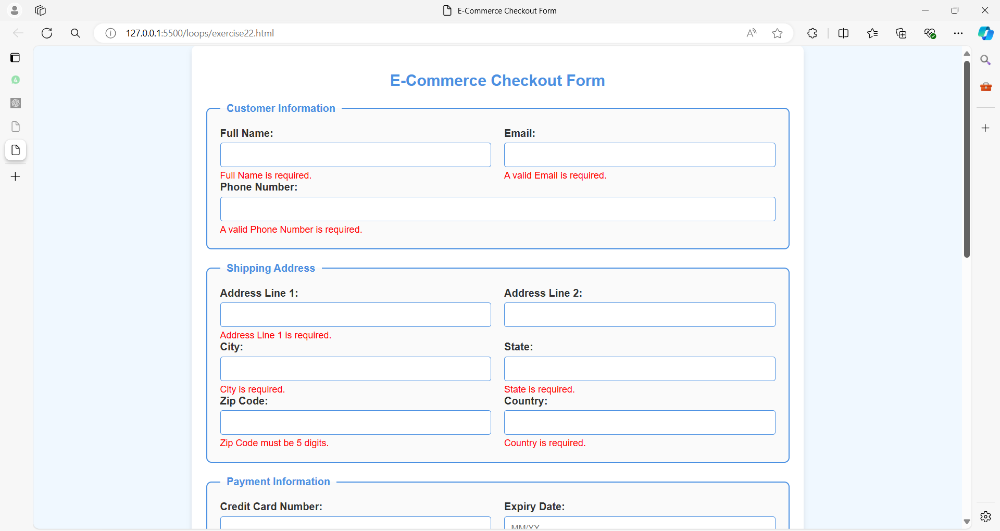 E-Commerce Checkout Form
127.0.0.1:5500/loops/exercise22.html
E-Commerce Checkout Form
Customer Information
Full Name: Email:
Full Name is required. A valid Email is required.
Phone Number:
A valid Phone Number is required.
Shipping Address
Address Line 1: Address Line 2:
Address Line 1 is required.
City: State:
City is required. State is required.
Zip Code: Country:
Zip Code must be 5 digits. Country is required.
Payment Information
Credit Card Number: Expiry Date:
MM/YY